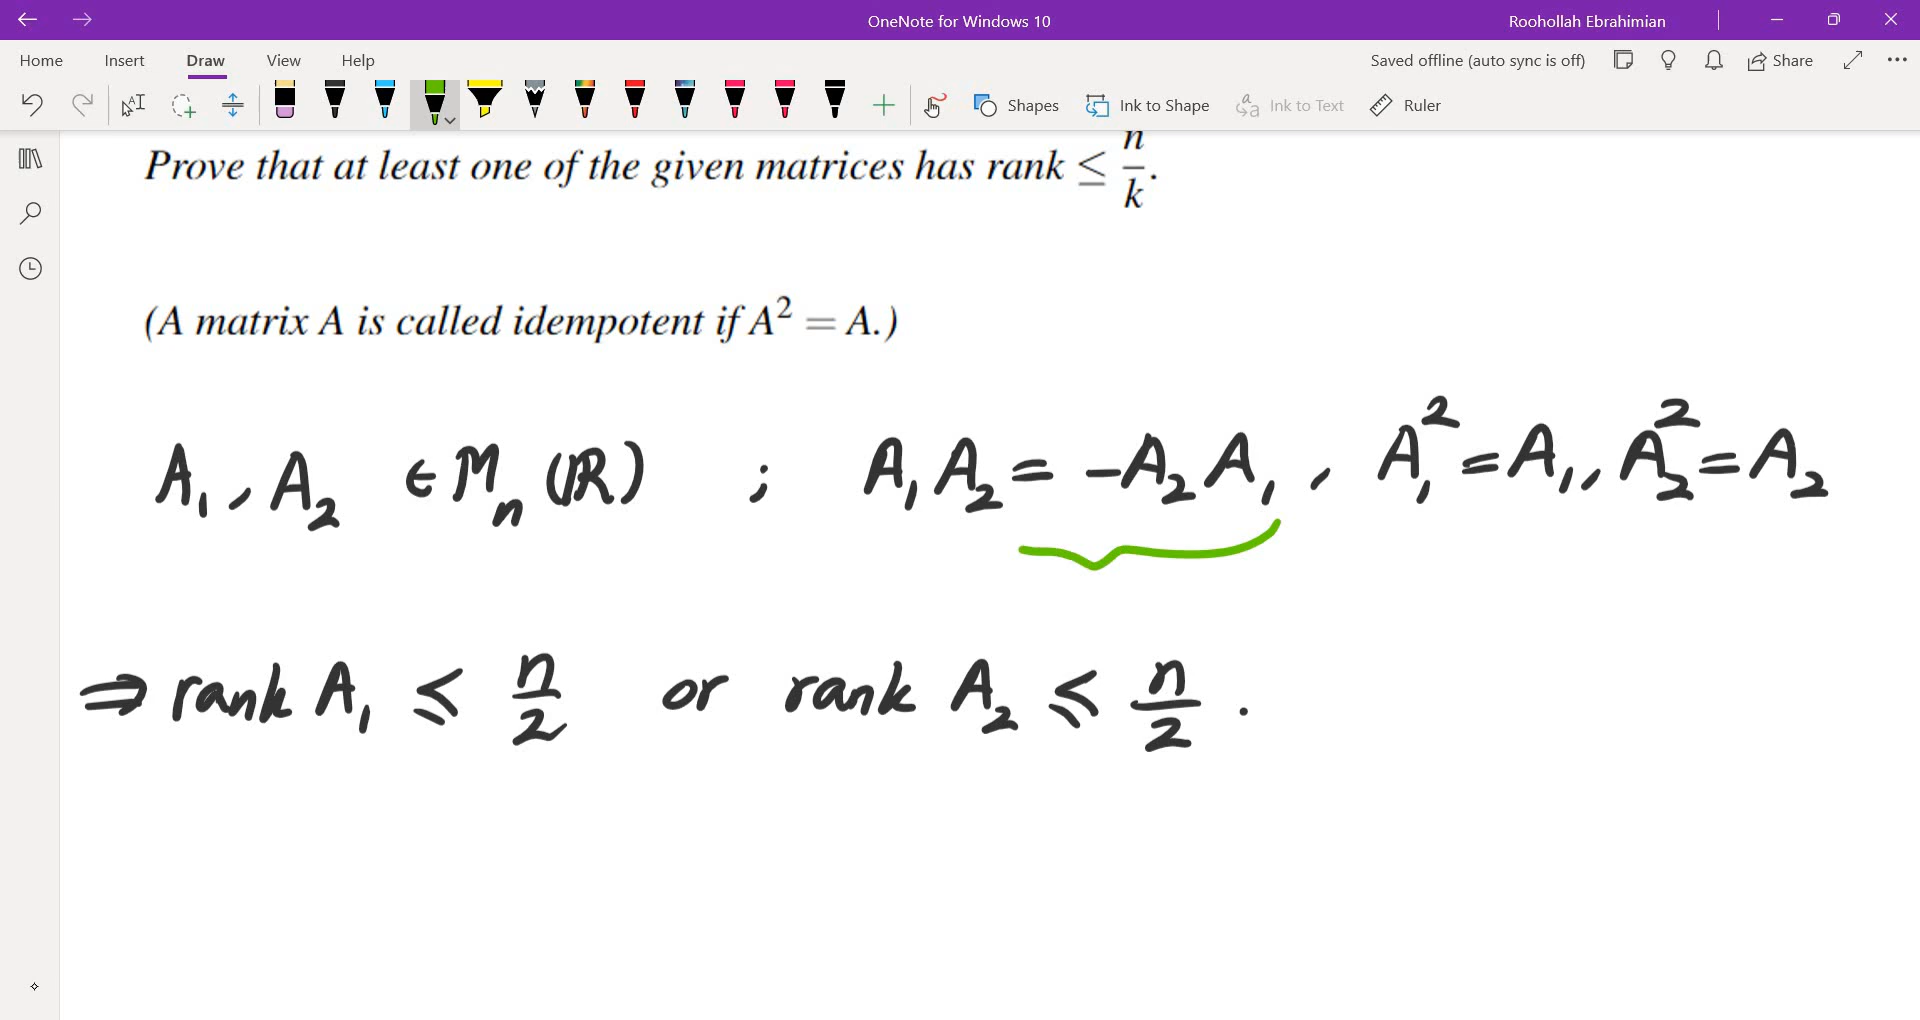 OneNote for Windows 10
Roohollah Ebrahimian
Home Insert Draw View Help
Saved offline (auto sync is off) Share
Shapes Ink to Shape Ink to Text Ruler
Prove that at least one of the given matrices has rank ≤ n/k.
(A matrix A is called idempotent if A² = A.)
A₁, A₂ ∈ Mₙ(ℝ) ; A₁A₂ = -A₂A₁, A₁² = A₁, A₂² = A₂
⇒ rank A₁ ≤ n/2 or rank A₂ ≤ n/2.